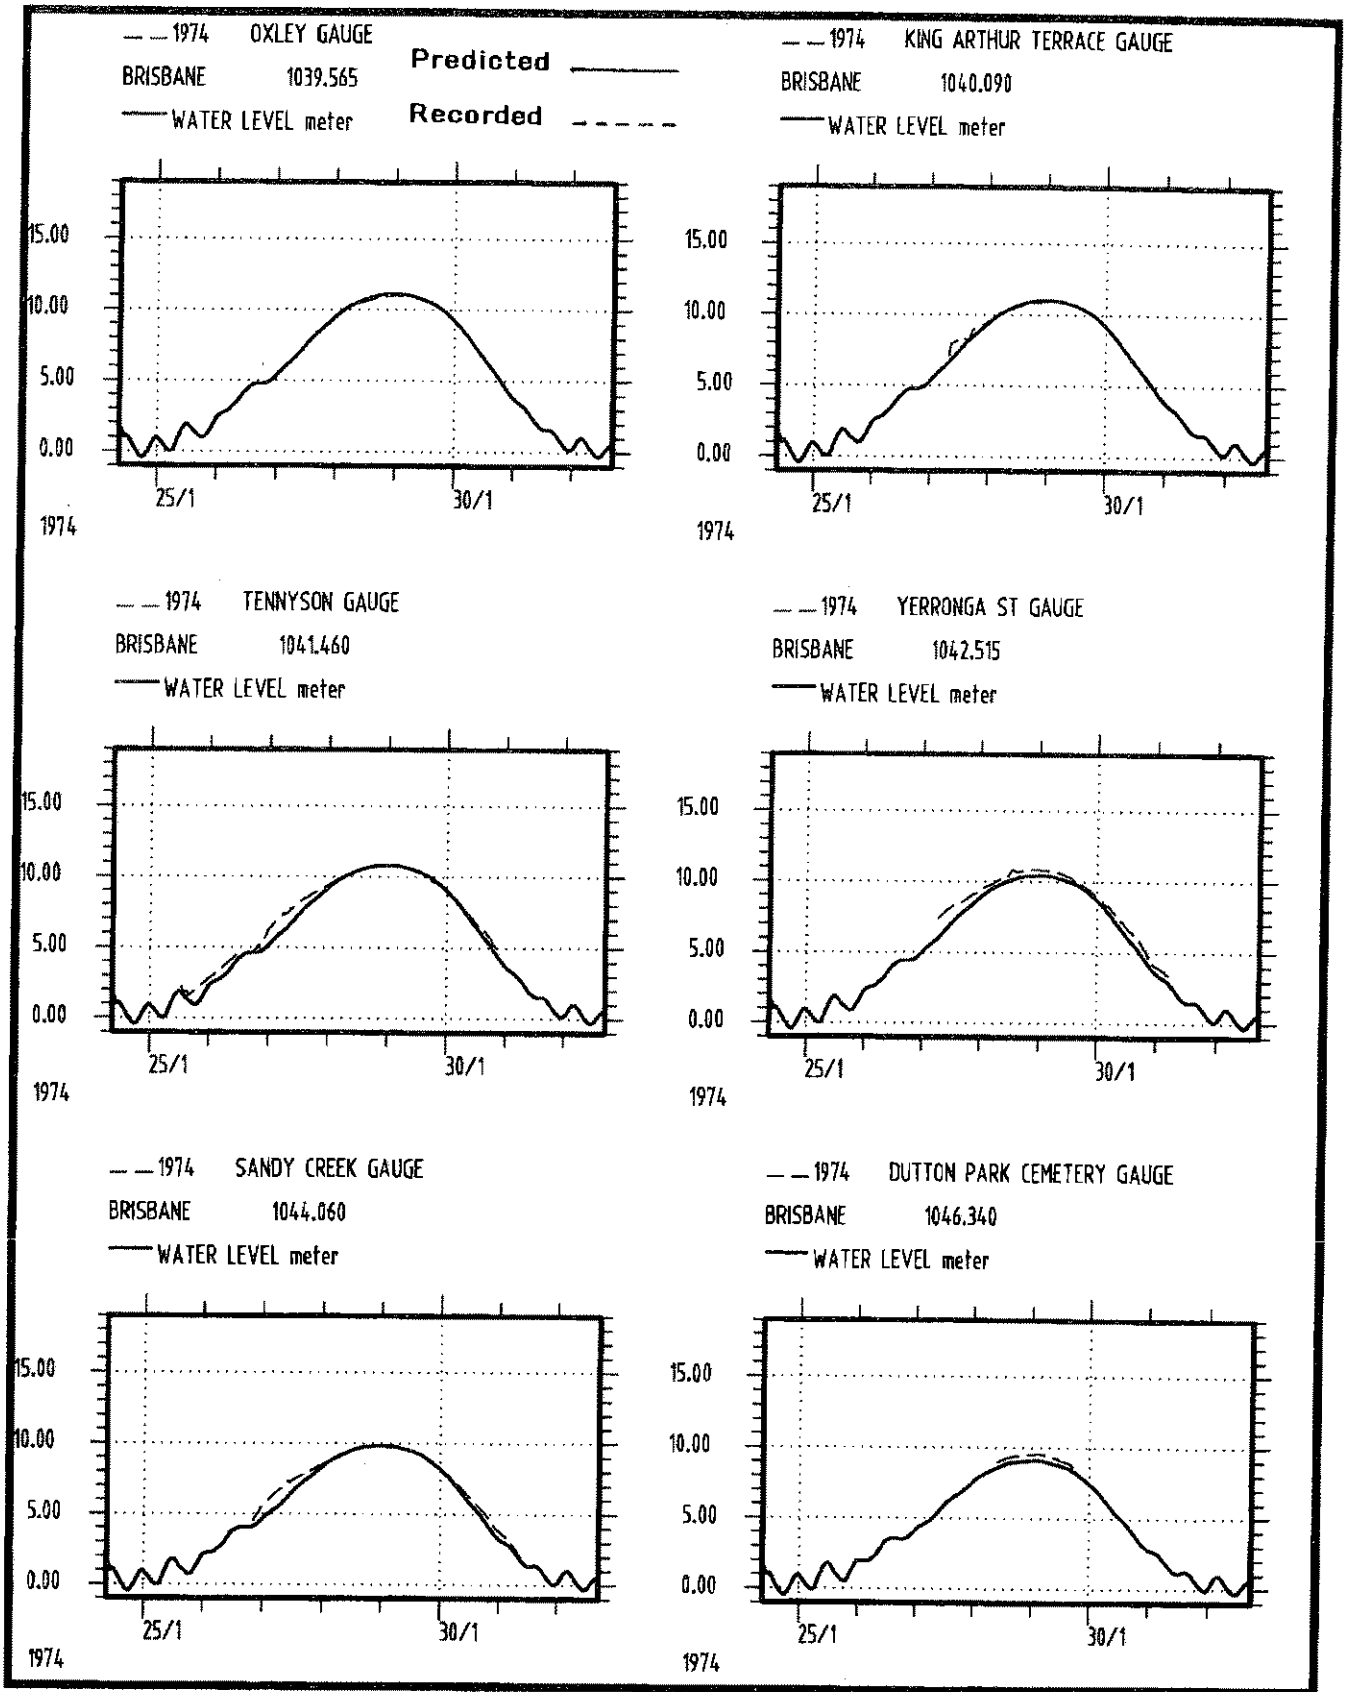 — — 1974 OXLEY GAUGE
BRISBANE 1039.565
WATER LEVEL meter
Predicted
Recorded
— — 1974 KING ARTHUR TERRACE GAUGE
BRISBANE 1040.090
WATER LEVEL meter
15.00
10.00
5.00
0.00
25/1 30/1
1974
15.00
10.00
5.00
0.00
25/1 30/1
1974
— — 1974 TENNYSON GAUGE
BRISBANE 1041.460
WATER LEVEL meter
— — 1974 YERRONGA ST GAUGE
BRISBANE 1042.515
WATER LEVEL meter
15.00
10.00
5.00
0.00
25/1 30/1
1974
15.00
10.00
5.00
0.00
25/1 30/1
1974
— — 1974 SANDY CREEK GAUGE
BRISBANE 1044.060
WATER LEVEL meter
— — 1974 DUTTON PARK CEMETERY GAUGE
BRISBANE 1046.340
WATER LEVEL meter
15.00
10.00
5.00
0.00
25/1 30/1
1974
15.00
10.00
5.00
0.00
25/1 30/1
1974